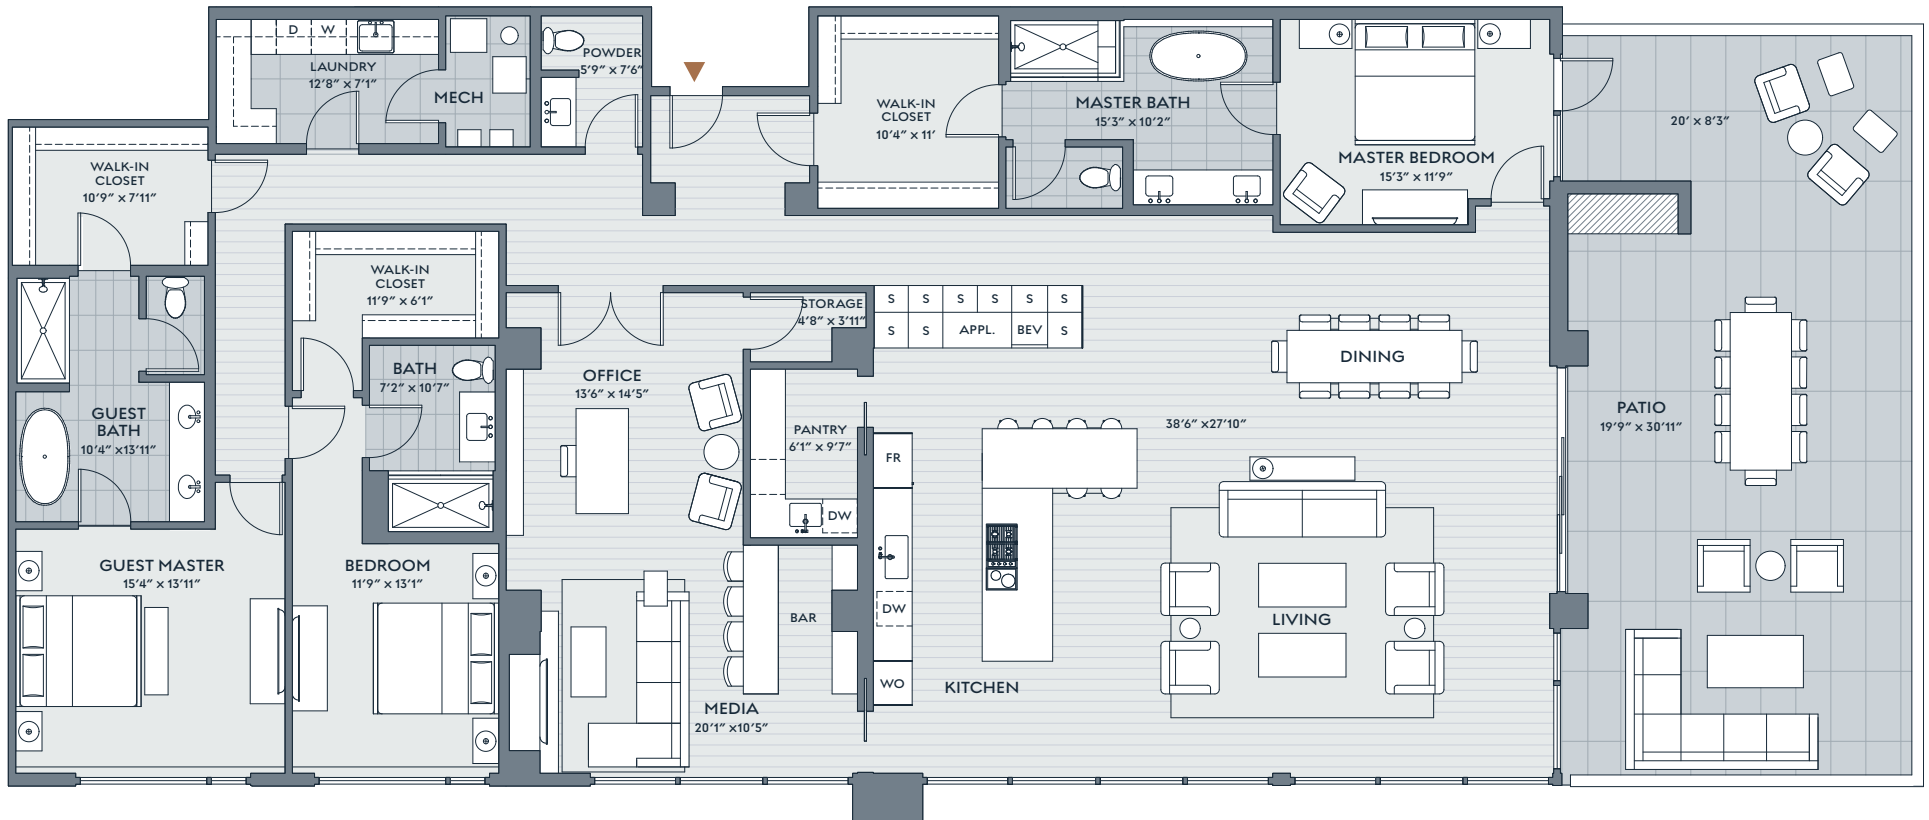 D W
LAUNDRY
12'8" x 7'1"
MECH
POWDER
5'9" x 7'6"
WALK-IN
CLOSET
10'4" x 11'
MASTER BATH
15'3" x 10'2"
MASTER BEDROOM
15'3" x 11'9"
20' x 8'3"
WALK-IN
CLOSET
10'9" x 7'11"
WALK-IN
CLOSET
11'9" x 6'1"
STORAGE
4'8" x 3'11"
S S S S S S
S S APPL. BEV S
DINING
BATH
7'2" x 10'7"
OFFICE
13'6" x 14'5"
GUEST
BATH
10'4" x13'11"
PANTRY
6'1" x 9'7"
DW
FR
38'6" x27'10"
PATIO
19'9" x 30'11"
GUEST MASTER
15'4" x 13'11"
BEDROOM
11'9" x 13'1"
BAR
DW
WO
KITCHEN
LIVING
MEDIA
20'1" x10'5"